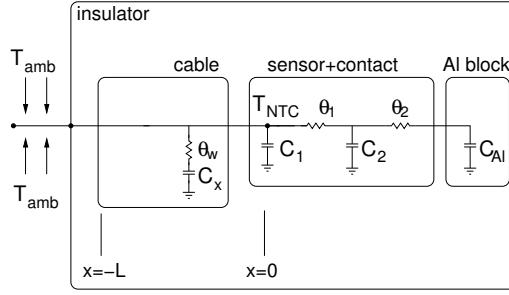 insulator
T_amb
cable
sensor+contact
Al block
T_NTC
θ_1
θ_2
θ_w
C_1
C_2
C_Al
C_x
T_amb
x=-L
x=0